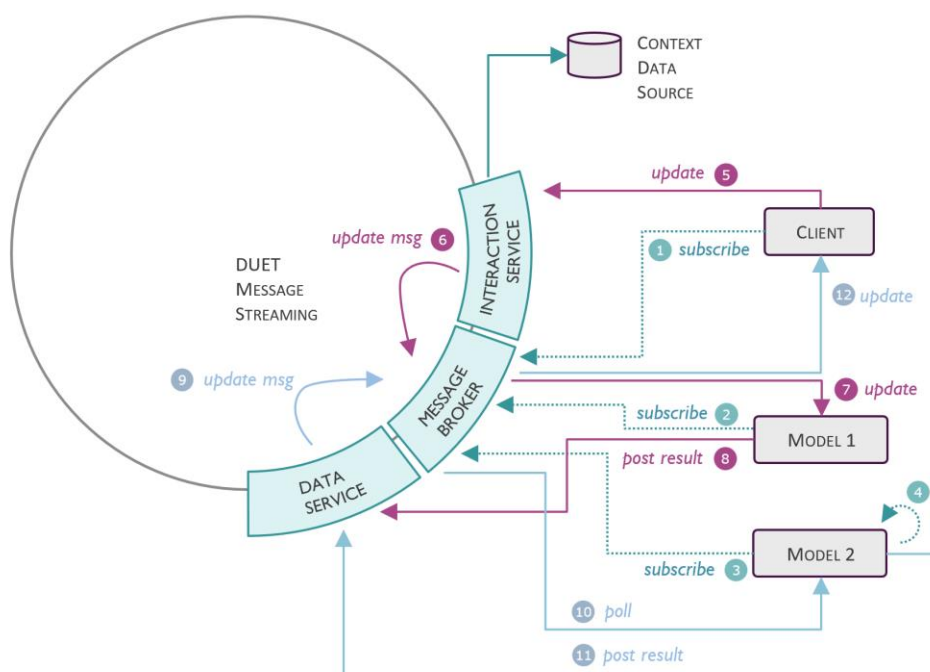 CONTEXT
DATA
SOURCE
update 5
CLIENT
1 subscribe
update msg 6
INTERACTION
SERVICE
DUET
MESSAGE
STREAMING
12 update
9 update msg
MESSAGE
BROKER
7 update
subscribe 2
MODEL 1
post result 8
DATA
SERVICE
4
MODEL 2
subscribe 3
10 poll
11 post result